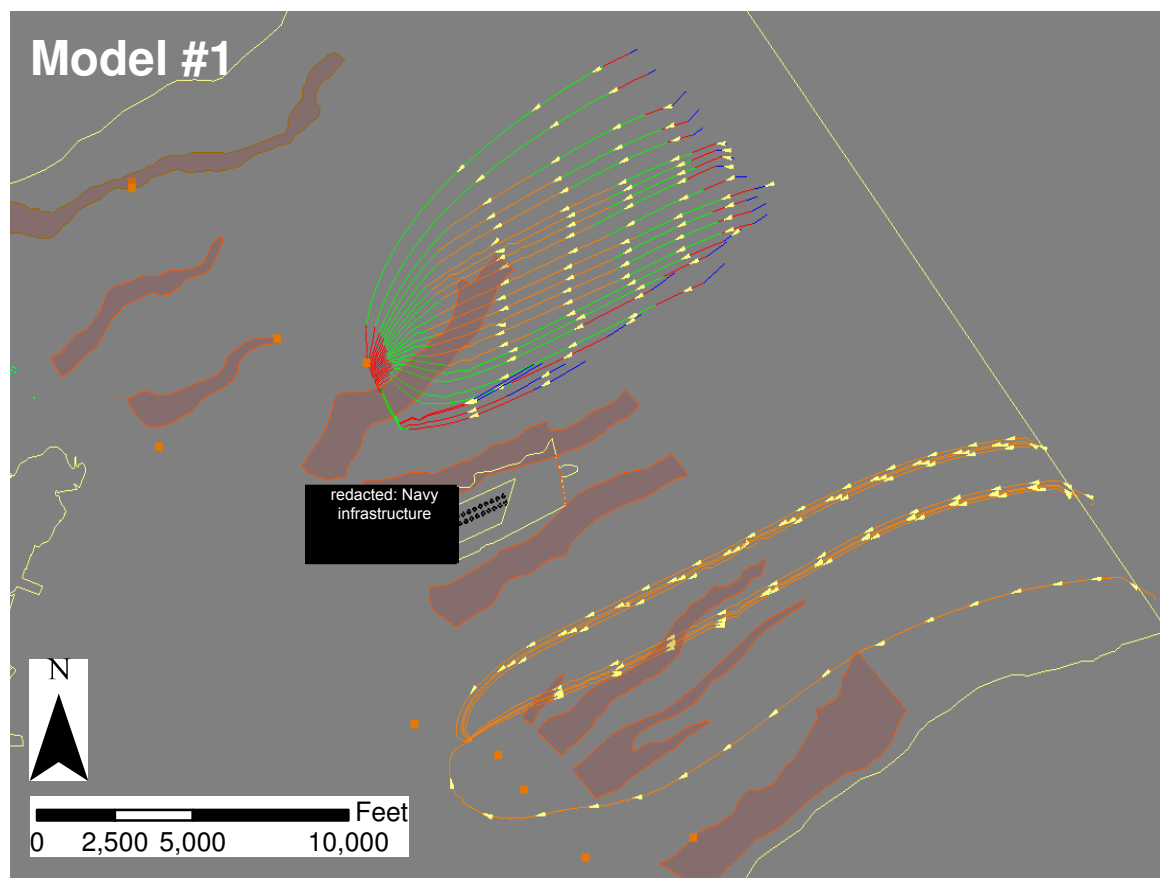 Model #1
redacted: Navy
infrastructure
N
Feet
0 2,500 5,000 10,000